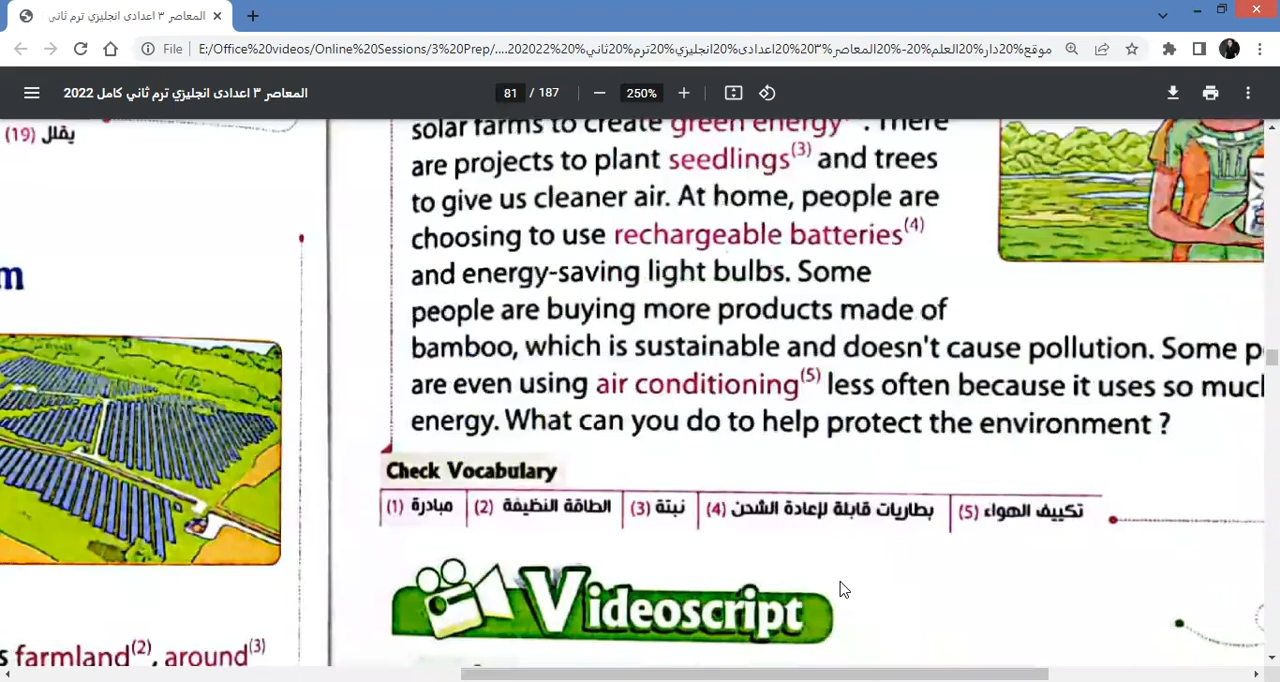 المعاصر ٣ اعدادى انجليزي ترم ثاني
File
E:/Office%20videos/Online%20Sessions/3%20Prep/....موقع%20دار%20العلم%20-%20المعاصر%20٣%20اعدادى%20انجليزي%20ترم%20ثاني%202022
المعاصر ٣ اعدادى انجليزي ترم ثاني كامل 2022
81 / 187
250%
solar farms to create green energy . There
are projects to plant seedlings(3) and trees
to give us cleaner air. At home, people are
choosing to use rechargeable batteries(4)
and energy-saving light bulbs. Some
people are buying more products made of
bamboo, which is sustainable and doesn't cause pollution. Some p
are even using air conditioning(5) less often because it uses so muc
energy. What can you do to help protect the environment ?
Check Vocabulary
(1) مبادرة (2) الطاقة النظيفة (3) نبتة (4) بطاريات قابلة لإعادة الشحن (5) تكييف الهواء
Videoscript
(19) يقلل
m
s farmland(2), around(3)